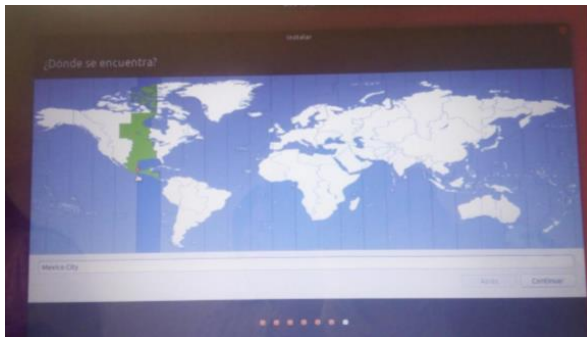 Instalar
¿Dónde se encuentra?
Mexico City
Atrás
Continuar